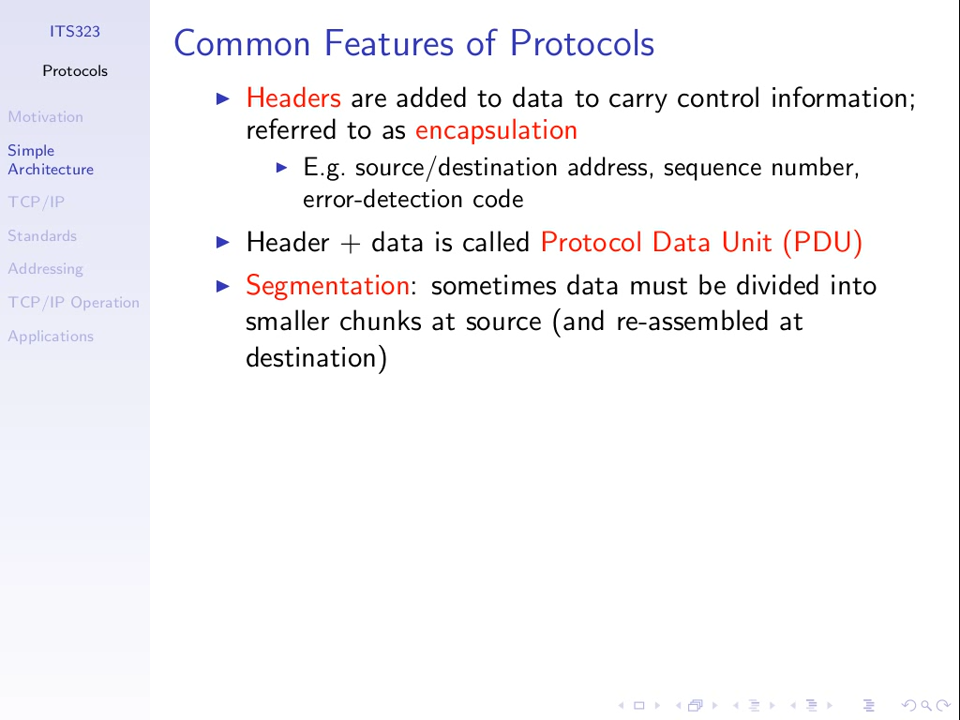 ITS323
Protocols
Motivation
Simple
Architecture
TCP/IP
Standards
Addressing
TCP/IP Operation
Applications
Common Features of Protocols
Headers are added to data to carry control information;
referred to as encapsulation
E.g. source/destination address, sequence number,
error-detection code
Header + data is called Protocol Data Unit (PDU)
Segmentation: sometimes data must be divided into
smaller chunks at source (and re-assembled at
destination)